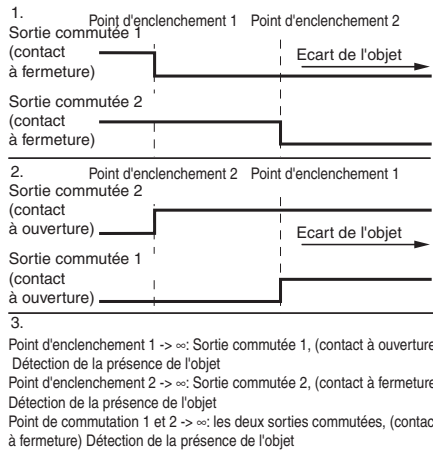 1.
Point d'enclenchement 1 Point d'enclenchement 2
Sortie commutée 1
(contact
à fermeture)
Ecart de l'objet
Sortie commutée 2
(contact
à fermeture)
2.
Point d'enclenchement 2 Point d'enclenchement 1
Sortie commutée 2
(contact
à ouverture)
Ecart de l'objet
Sortie commutée 1
(contact
à ouverture)
3.
Point d'enclenchement 1 -> ∞: Sortie commutée 1, (contact à ouverture
Détection de la présence de l'objet
Point d'enclenchement 2 -> ∞: Sortie commutée 2, (contact à fermeture
Détection de la présence de l'objet
Point de commutation 1 et 2 -> ∞: les deux sorties commutées, (contac
à fermeture) Détection de la présence de l'objet